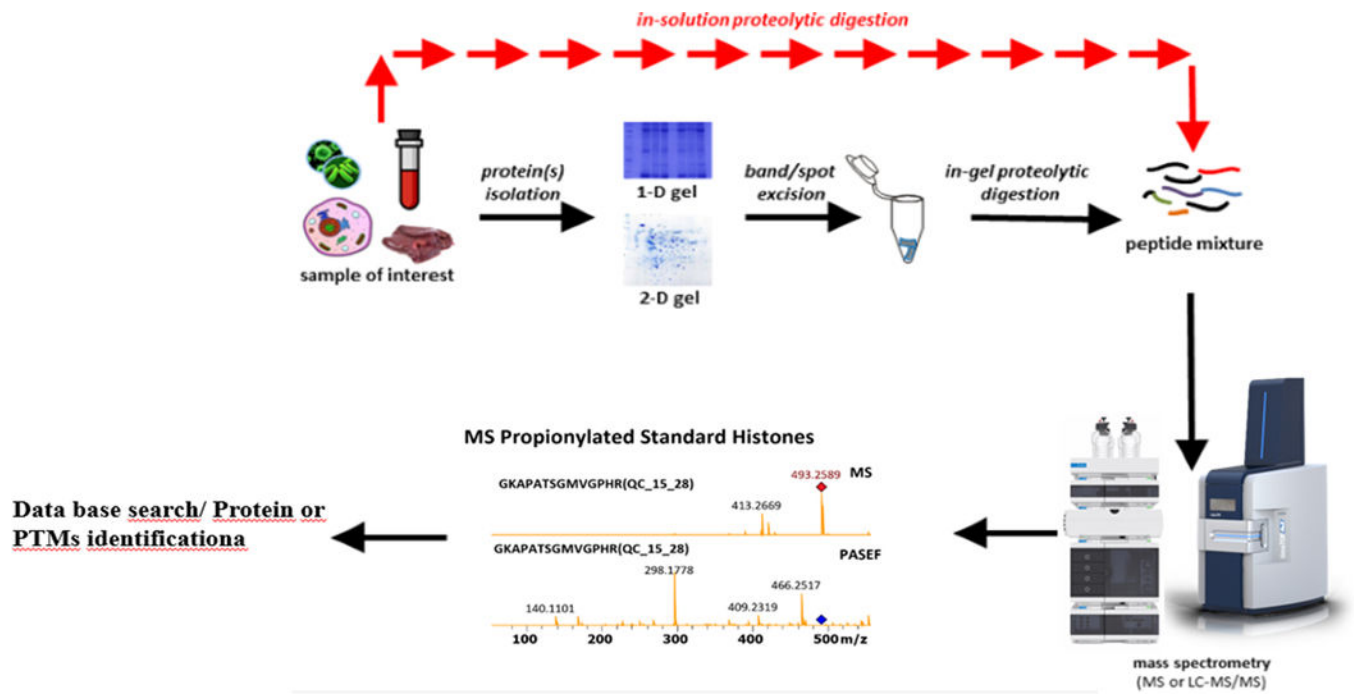 in-solution proteolytic digestion
protein(s)
isolation
1-D gel
2-D gel
band/spot
excision
in-gel proteolytic
digestion
sample of interest
peptide mixture
MS Propionylated Standard Histones
GKAPATSGMVGPHR(QC_15_28)
493.2589
MS
413.2669
GKAPATSGMVGPHR(QC_15_28)
PASEF
298.1778
466.2517
140.1101
409.2319
100
200
300
400
500 m/z
Data base search/ Protein or
PTMs identificationa
mass spectrometry
(MS or LC-MS/MS)